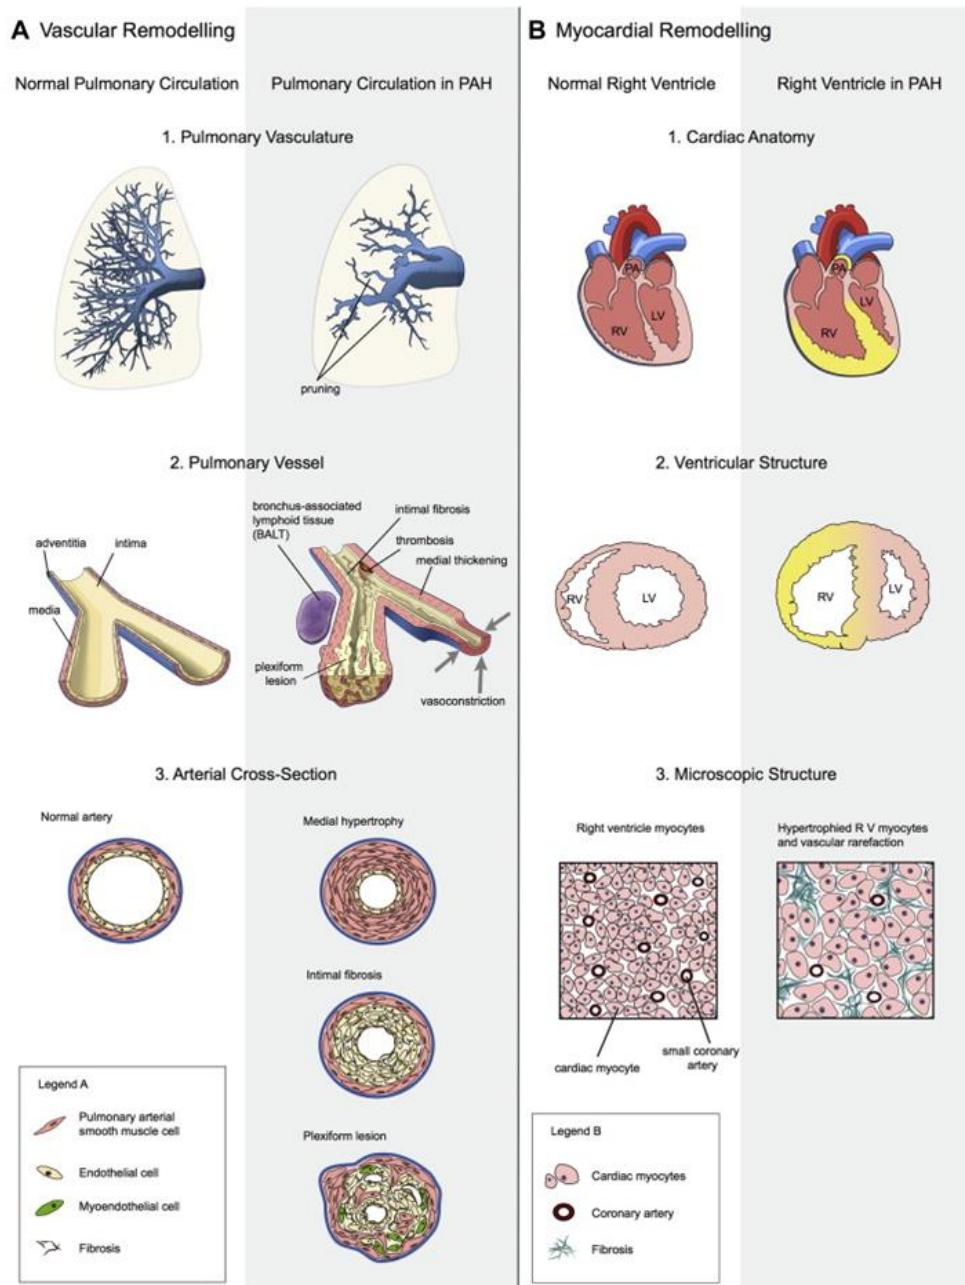 A Vascular Remodelling
Normal Pulmonary Circulation
Pulmonary Circulation in PAH
1. Pulmonary Vasculature
pruning
2. Pulmonary Vessel
adventitia
intima
media
bronchus-associated
lymphoid tissue
(BALT)
intimal fibrosis
thrombosis
medial thickening
plexiform
lesion
vasoconstriction
3. Arterial Cross-Section
Normal artery
Medial hypertrophy
Intimal fibrosis
Plexiform lesion
Legend A
Pulmonary arterial
smooth muscle cell
Endothelial cell
Myoendothelial cell
Fibrosis
B Myocardial Remodelling
Normal Right Ventricle
Right Ventricle in PAH
1. Cardiac Anatomy
PA
RV
LV
PA
RV
LV
2. Ventricular Structure
RV
LV
RV
LV
3. Microscopic Structure
Right ventricle myocytes
Hypertrophied R V myocytes
and vascular rarefaction
cardiac myocyte
small coronary
artery
Legend B
Cardiac myocytes
Coronary artery
Fibrosis